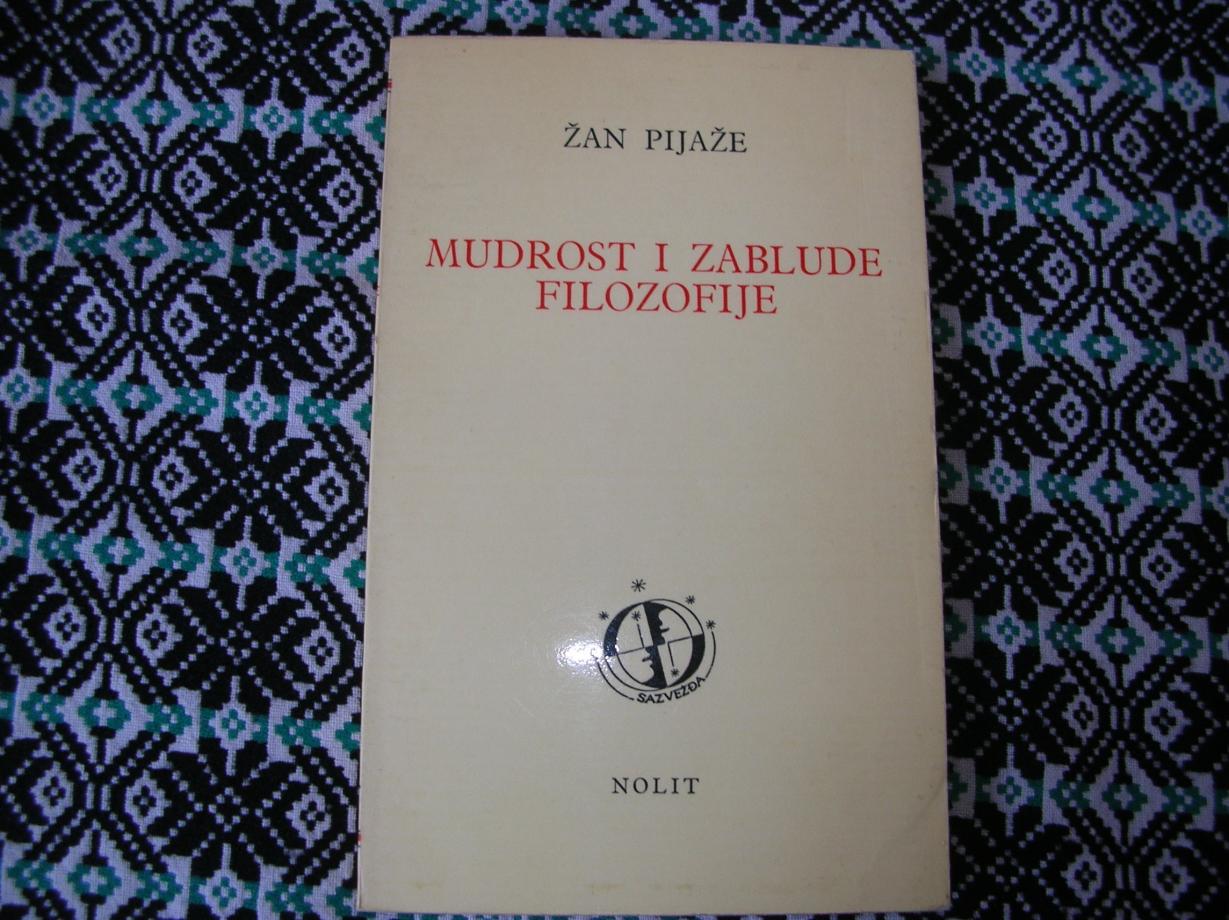 ŽAN PIJAŽE
MUDROST I ZABLUDE
FILOZOFIJE
SAZVEŽĐA
NOLIT